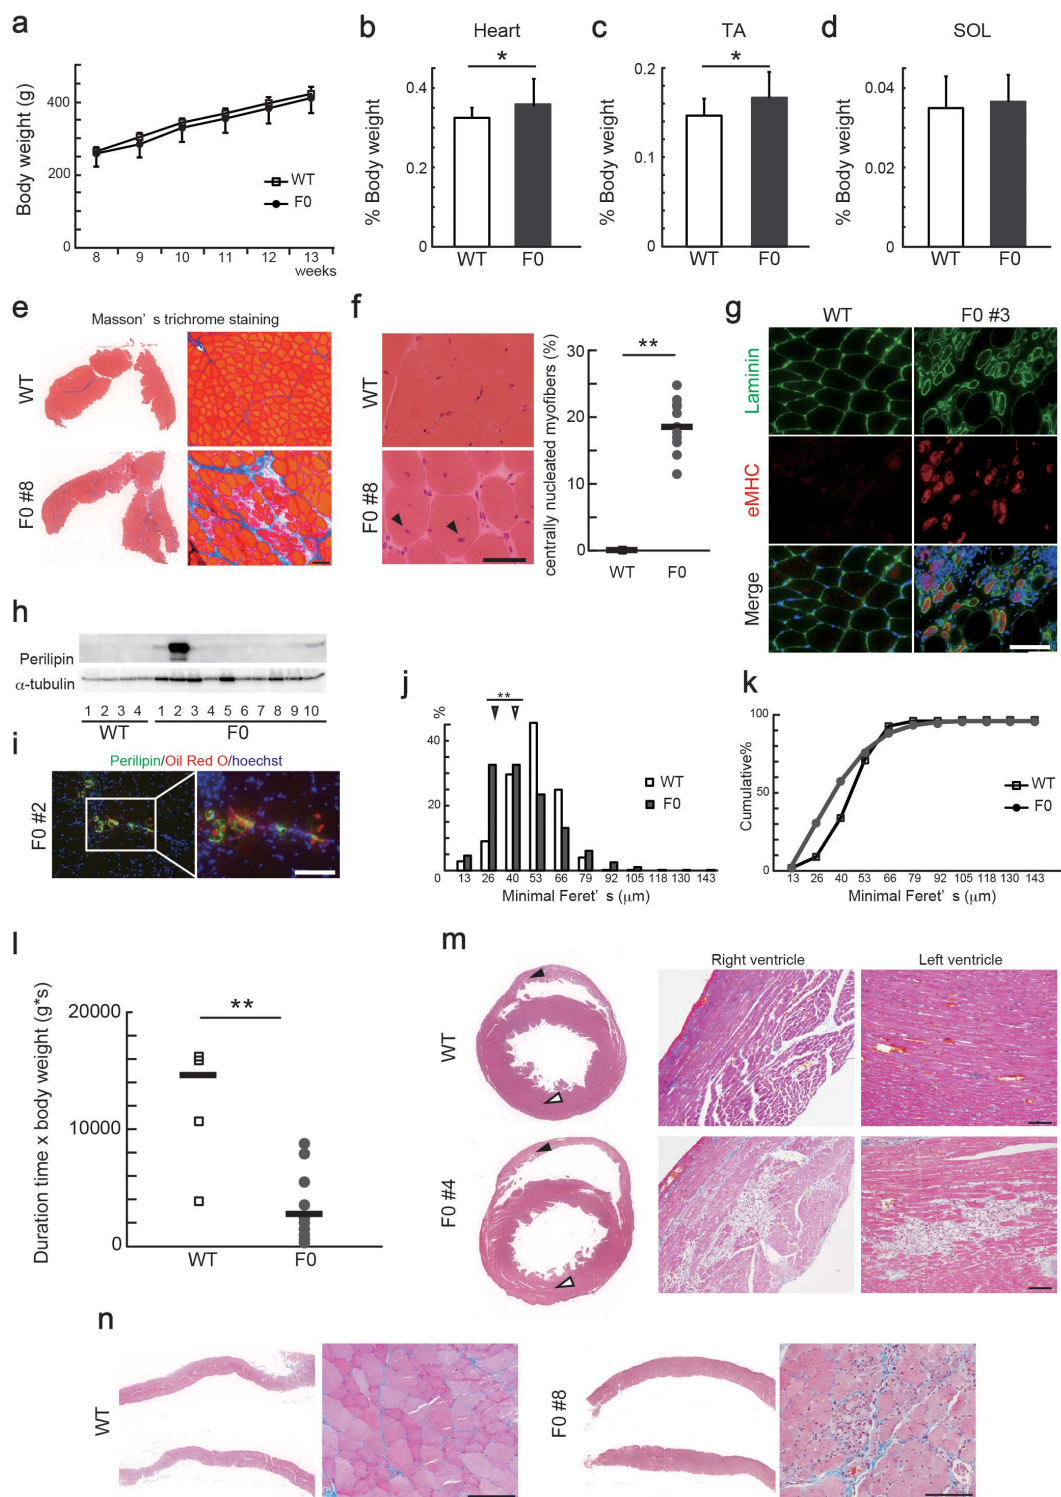 a
Body weight (g)
400
200
0
WT
F0
8 9 10 11 12 13
weeks
b
Heart
*
% Body weight
0.4
0.2
0
WT F0
c
TA
*
% Body weight
0.2
0.1
0
WT F0
d
SOL
% Body weight
0.04
0.02
0
WT F0
e
Masson' s trichrome staining
WT
F0 #8
f
WT
F0 #8
centrally nucleated myofibers (%)
**
30
20
10
0
WT F0
g
WT F0 #3
Laminin
eMHC
Merge
h
Perilipin
α-tubulin
1 2 3 4 1 2 3 4 5 6 7 8 9 10
WT F0
i
Perilipin/Oil Red O/hoechst
F0 #2
j
%
**
40
20
0
WT
F0
13 26 40 53 66 79 92 105 118 130 143
Minimal Feret' s (μm)
k
Cumulative%
100
50
0
WT
F0
13 26 40 53 66 79 92 105 118 130 143
Minimal Feret' s (μm)
l
Duration time x body weight (g*s)
20000
10000
0
**
WT F0
m
Right ventricle Left ventricle
WT
F0 #4
n
WT
F0 #8